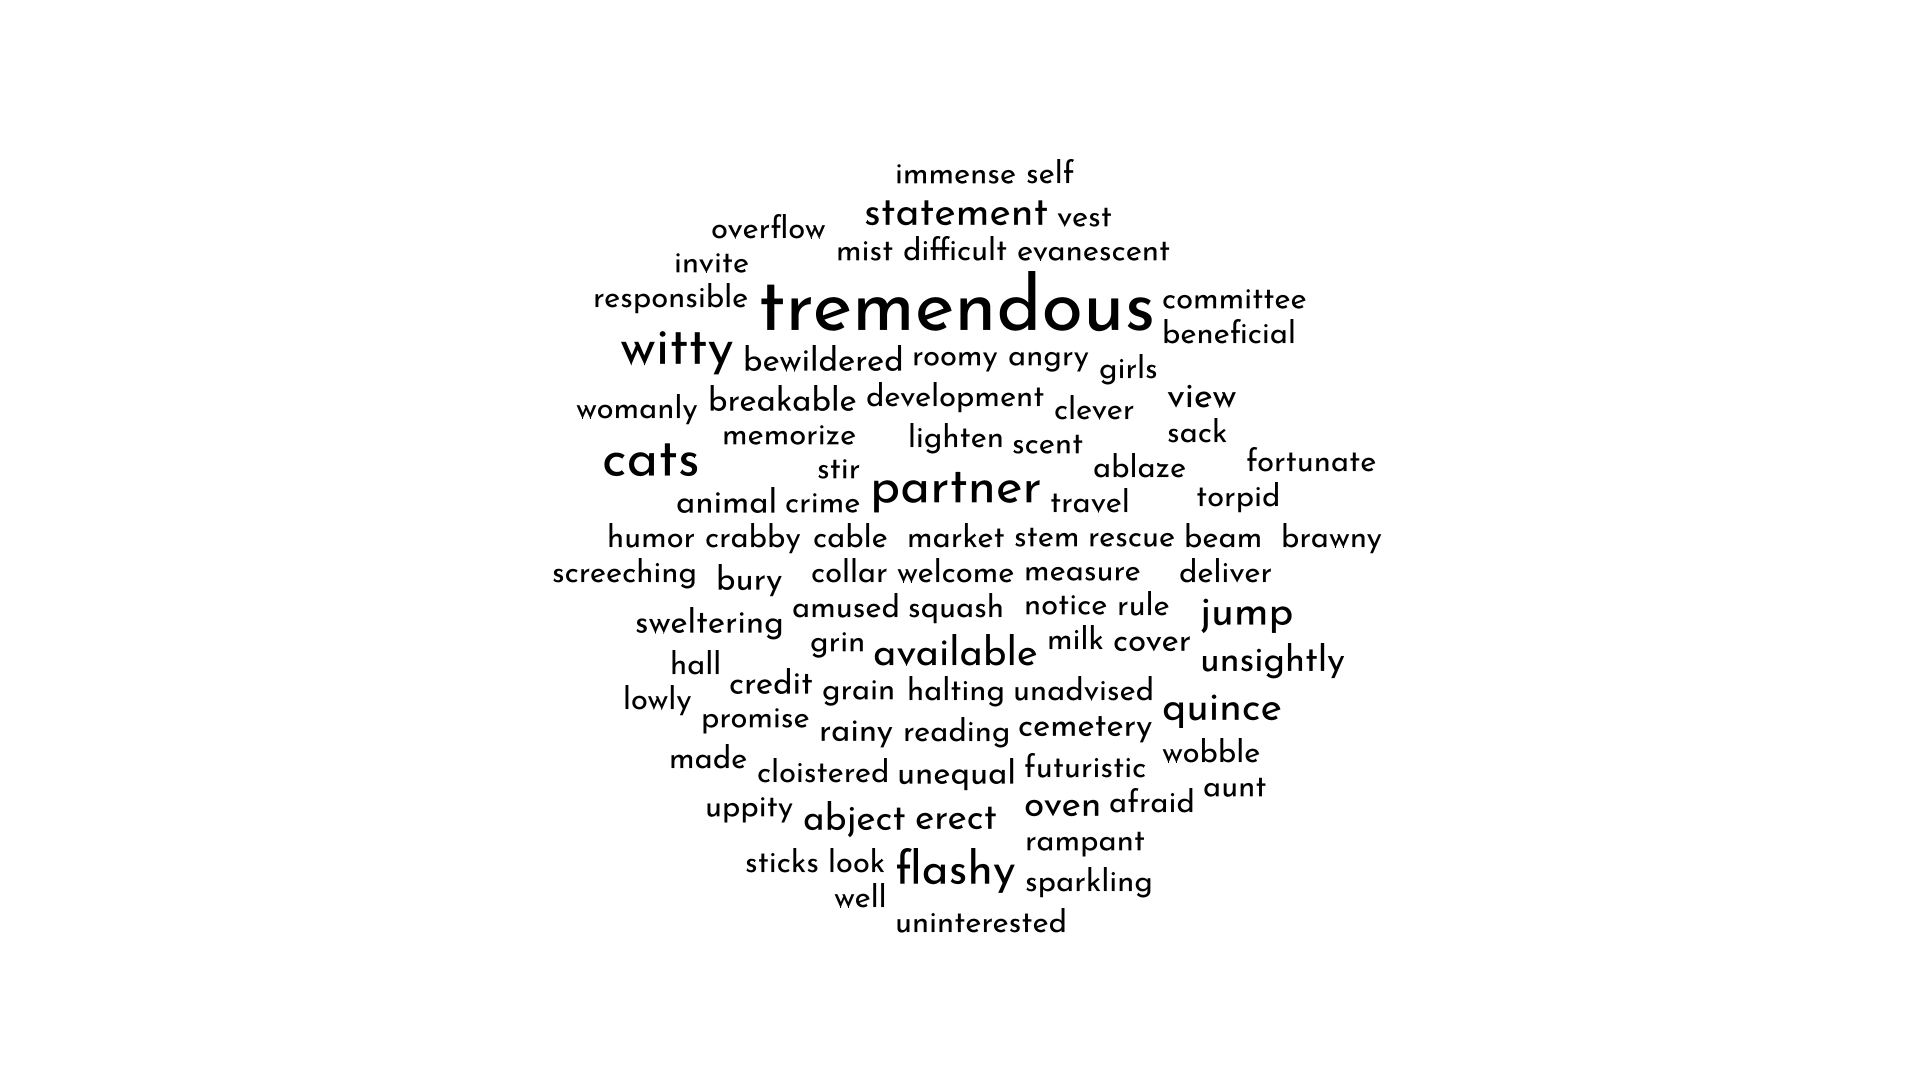 immense self
statement vest
overflow
mist difficult evanescent
invite
responsible tremendous committee
beneficial
witty bewildered roomy angry girls
womanly breakable development clever view
memorize lighten scent sack
cats stir partner ablaze fortunate
animal crime travel torpid
humor crabby cable market stem rescue beam brawny
screeching bury collar welcome measure deliver
sweltering amused squash notice rule jump
grin available milk cover unsightly
hall credit grain halting unadvised quince
lowly promise rainy reading cemetery wobble
made cloistered unequal futuristic aunt
uppity abject erect oven afraid
rampant
sticks look flashy sparkling
well
uninterested